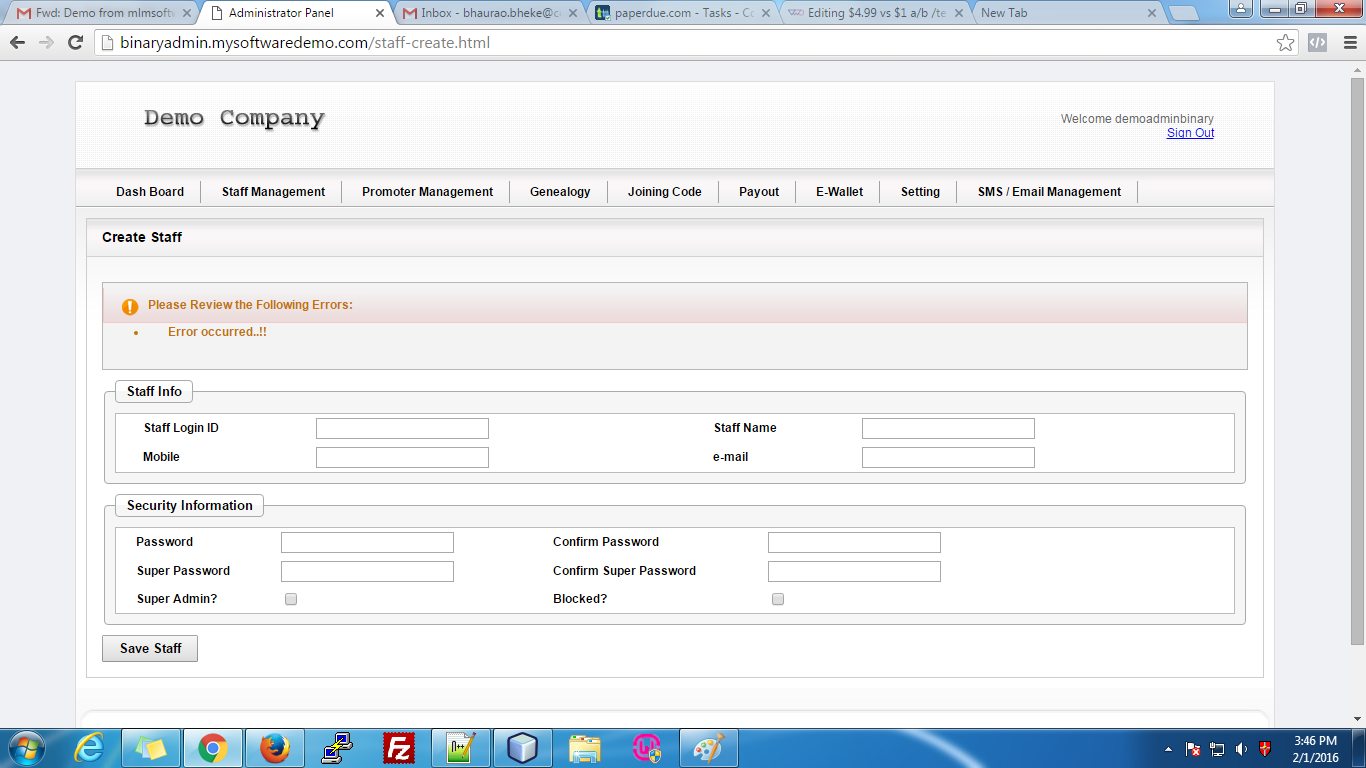 Fwd: Demo from mlmsoftw
Administrator Panel
Inbox - bhaurao.bheke@c
paperdue.com - Tasks - Co
Editing $4.99 vs $1 a/b /te
New Tab
binaryadmin.mysoftwaredemo.com/staff-create.html
Demo Company
Welcome demoadminbinary
Sign Out
Dash Board Staff Management Promoter Management Genealogy Joining Code Payout E-Wallet Setting SMS / Email Management
Create Staff
Please Review the Following Errors:
Error occurred..!!
Staff Info
Staff Login ID Staff Name
Mobile e-mail
Security Information
Password Confirm Password
Super Password Confirm Super Password
Super Admin? Blocked?
Save Staff
3:46 PM
2/1/2016